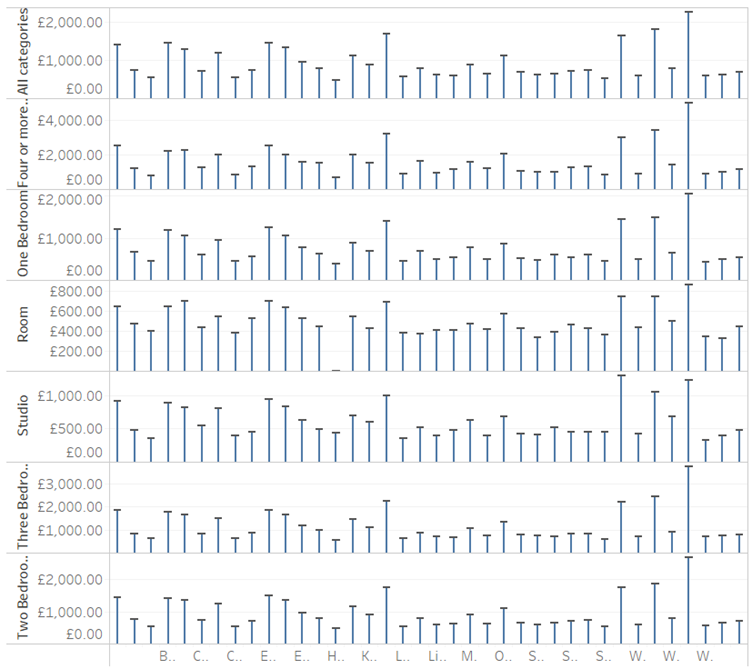 All categories
£2,000.00
£1,000.00
£0.00
Four or more..
£4,000.00
£2,000.00
£0.00
One Bedroom
£2,000.00
£1,000.00
£0.00
Room
£800.00
£600.00
£400.00
£200.00
Studio
£1,000.00
£500.00
£0.00
Three Bedro..
£3,000.00
£2,000.00
£1,000.00
Two Bedroo..
£2,000.00
£1,000.00
£0.00
B.. C.. C.. E.. E.. H.. K.. L.. Li.. M. O.. S.. S.. S.. W. W. W.